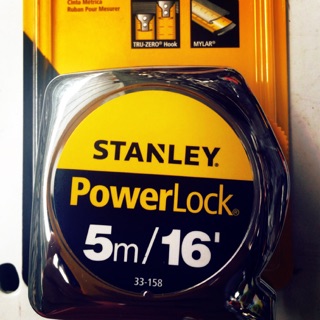 Cinta Métrica
Ruban Pour Mesurer
TRU-ZERO® Hook
MYLAR®
STANLEY®
PowerLock®
5m/16'
33-158